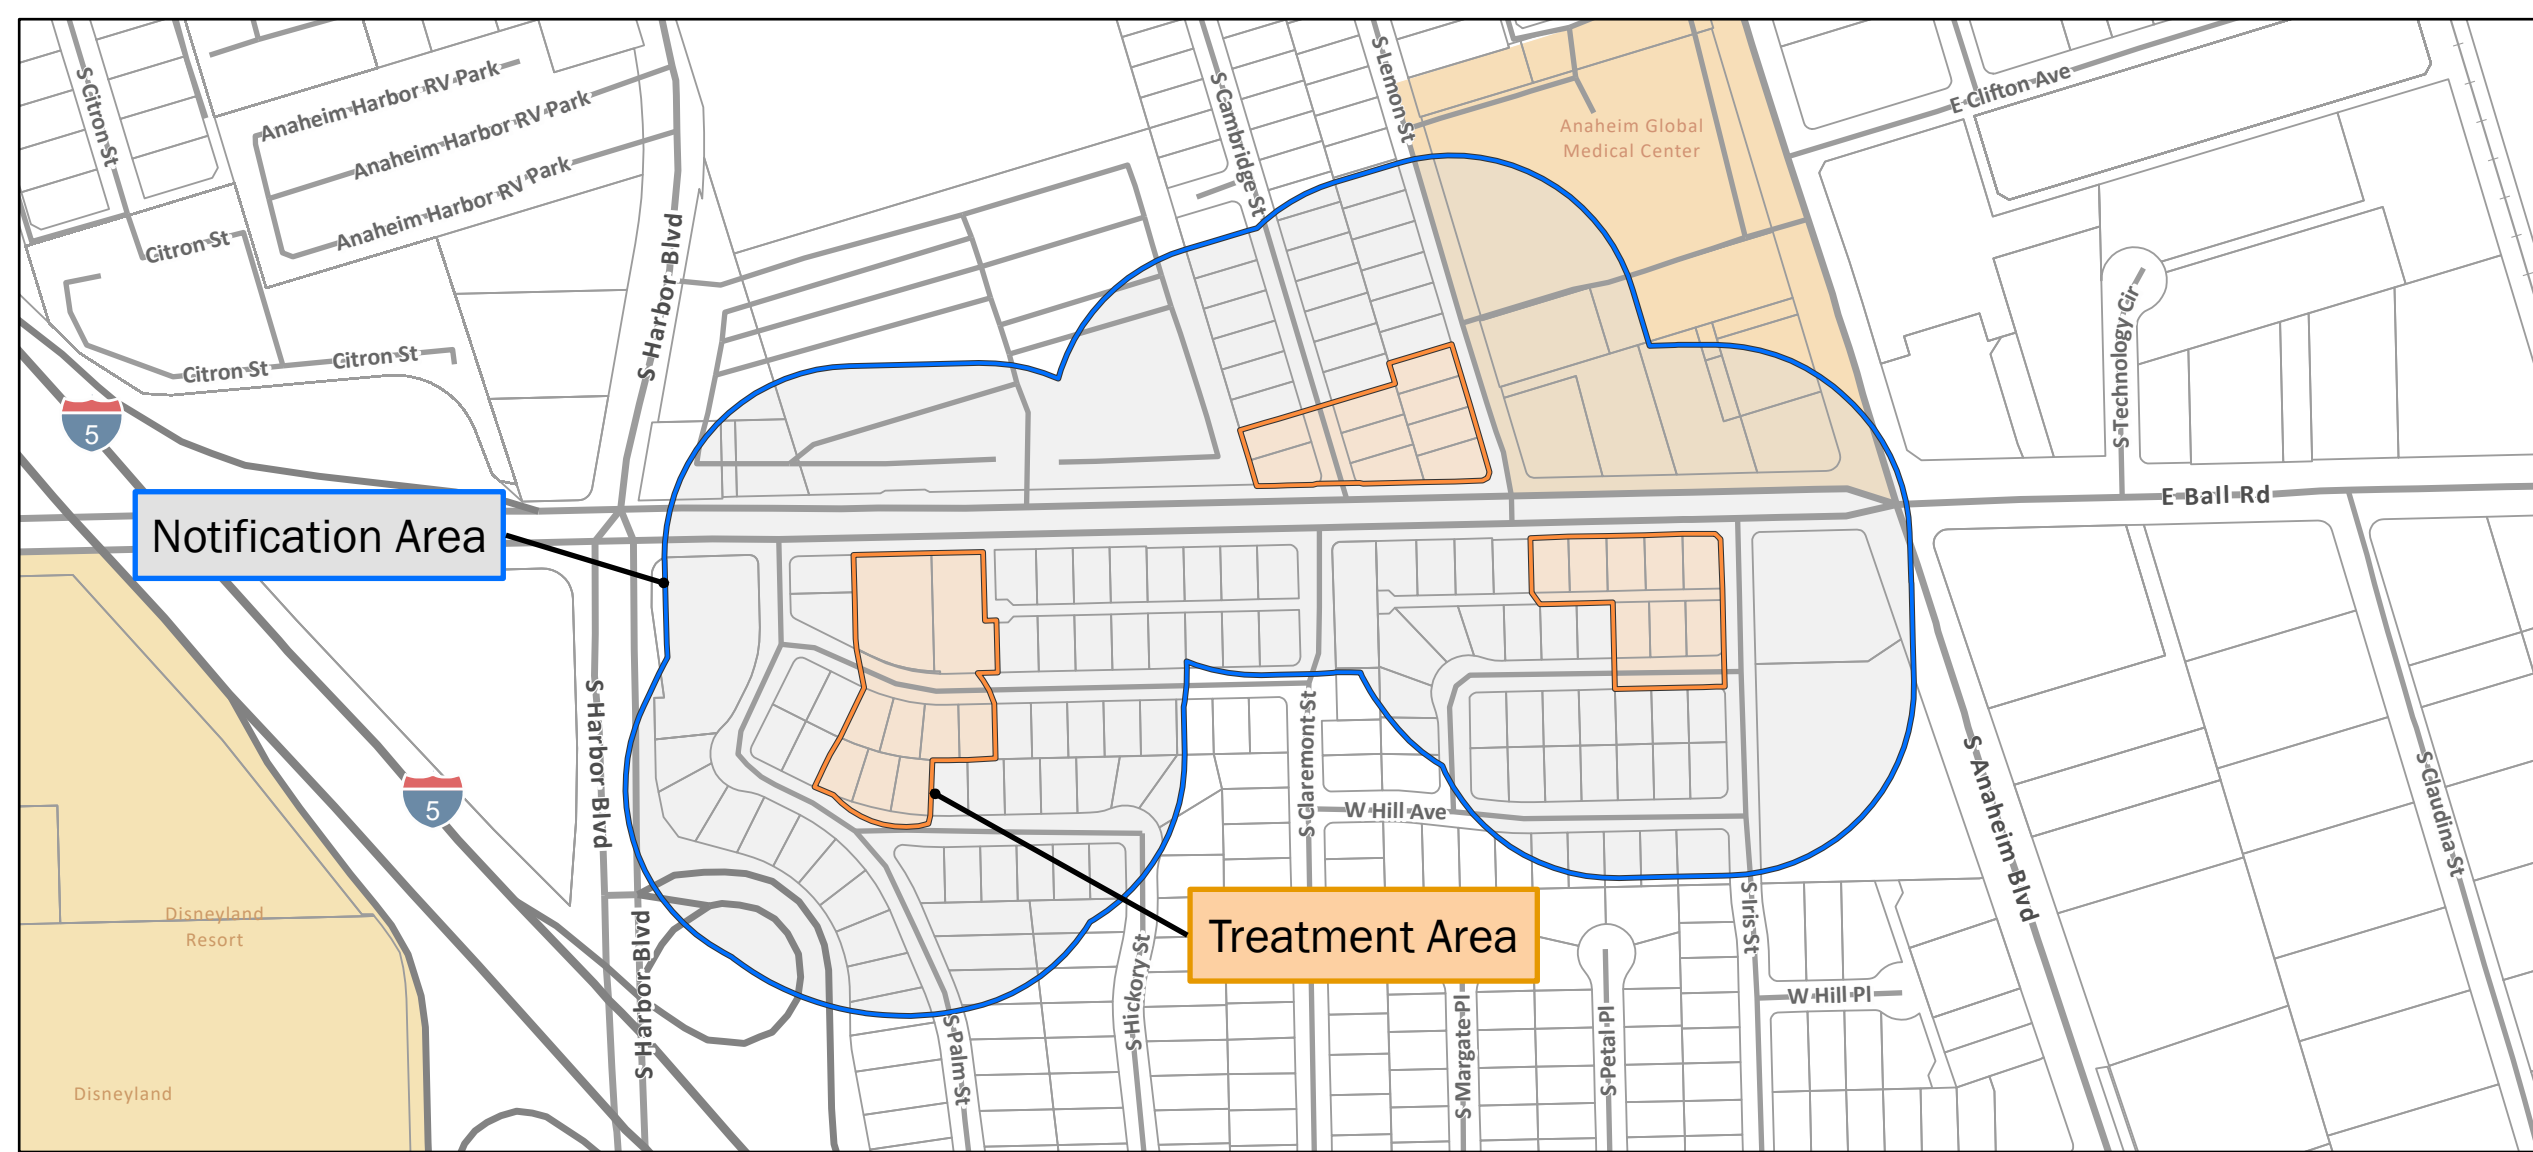 S Citron St
Anaheim Harbor RV Park
Anaheim Harbor RV Park
Anaheim Harbor RV Park
Citron St
Citron St
Citron St
S Harbor Blvd
S Cambridge St
S Lemon St
Anaheim Global
Medical Center
E Clifton Ave
S Technology Cir
5
Notification Area
E Ball Rd
S Harbor Blvd
5
S Claremont St
W Hill Ave
S Anaheim Blvd
S Claudina St
Disneyland
Resort
S Harbor Blvd
S Hickory St
Treatment Area
S Iris St
W Hill Pl
S Palm St
S Margate Pl
S Petal Pl
Disneyland